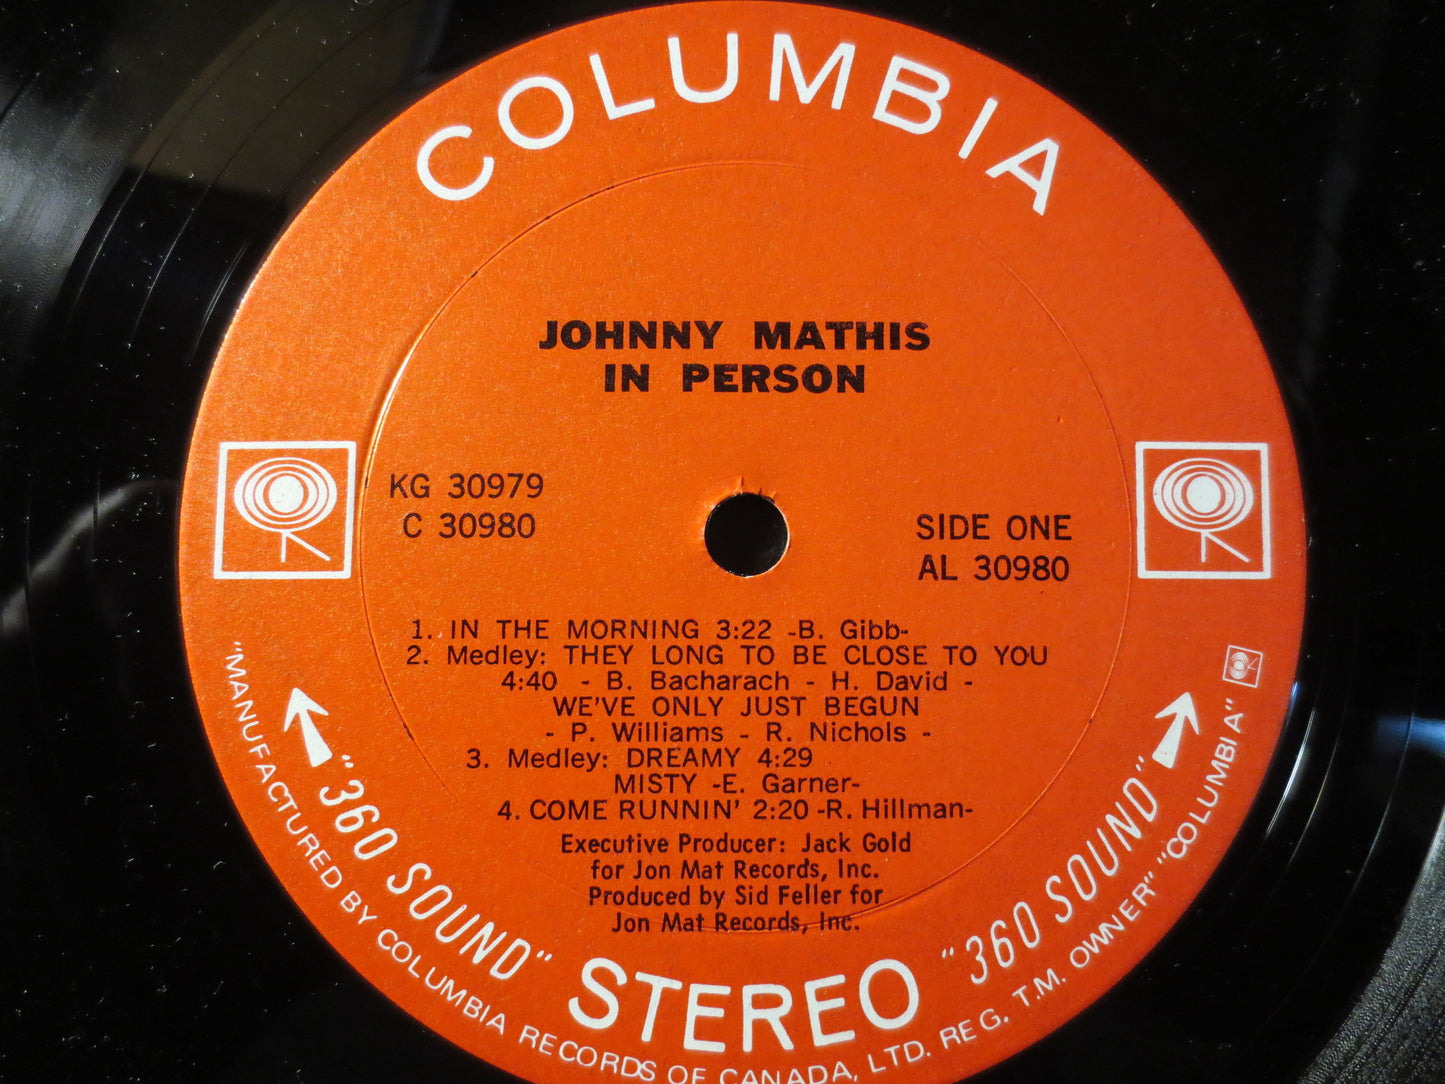 COLUMBIA
JOHNNY MATHIS
IN PERSON
KG 30979
C 30980
SIDE ONE
AL 30980
1. IN THE MORNING 3:22 -B. Gibb-
2. Medley: THEY LONG TO BE CLOSE TO YOU
4:40 - B. Bacharach - H. David -
WE'VE ONLY JUST BEGUN
- P. Williams - R. Nichols -
3. Medley: DREAMY 4:29
MISTY -E. Garner-
4. COME RUNNIN' 2:20 -R. Hillman-
Executive Producer: Jack Gold
for Jon Mat Records, Inc.
Produced by Sid Feller for
Jon Mat Records, Inc.
"360 SOUND" STEREO "360 SOUND"
"MANUFACTURED BY COLUMBIA RECORDS OF CANADA, LTD. REG. T.M. OWNER" "COLUMBIA"